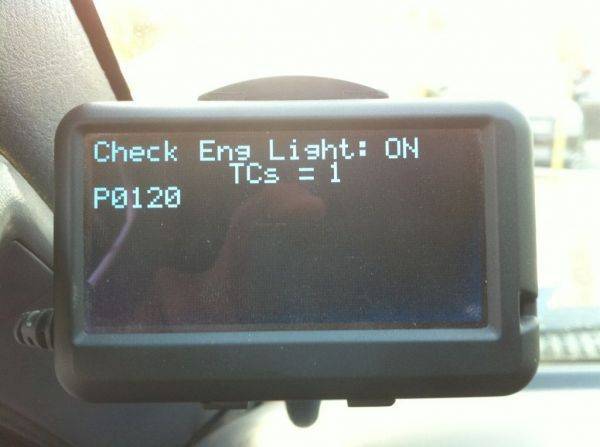 Check Eng Light: ON
TCs = 1
P0120